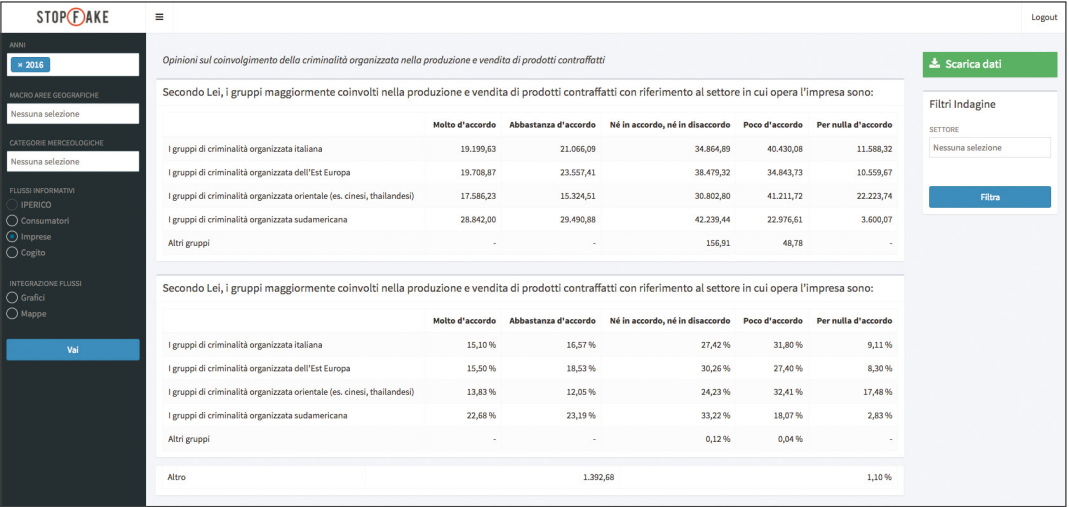 STOPFAKE
Logout
ANNI
× 2016
MACRO AREE GEOGRAFICHE
Nessuna selezione
CATEGORIE MERCEOLOGICHE
Nessuna selezione
FLUSSI INFORMATIVI
IPERICO
Consumatori
Imprese
Cogito
INTEGRAZIONE FLUSSI
Grafici
Mappe
Vai
Opinioni sul coinvolgimento della criminalità organizzata nella produzione e vendita di prodotti contraffatti
Secondo Lei, i gruppi maggiormente coinvolti nella produzione e vendita di prodotti contraffatti con riferimento al settore in cui opera l'impresa sono:
Molto d'accordo Abbastanza d'accordo Né in accordo, né in disaccordo Poco d'accordo Per nulla d'accordo
I gruppi di criminalità organizzata italiana 19.199,63 21.066,09 34.864,89 40.430,08 11.588,32
I gruppi di criminalità organizzata dell'Est Europa 19.708,87 23.557,41 38.479,32 34.843,73 10.559,67
I gruppi di criminalità organizzata orientale (es. cinesi, thailandesi) 17.586,23 15.324,51 30.802,80 41.211,72 22.223,74
I gruppi di criminalità organizzata sudamericana 28.842,00 29.490,88 42.239,44 22.976,61 3.600,07
Altri gruppi - - 156,91 48,78 -
Secondo Lei, i gruppi maggiormente coinvolti nella produzione e vendita di prodotti contraffatti con riferimento al settore in cui opera l'impresa sono:
Molto d'accordo Abbastanza d'accordo Né in accordo, né in disaccordo Poco d'accordo Per nulla d'accordo
I gruppi di criminalità organizzata italiana 15,10 % 16,57 % 27,42 % 31,80 % 9,11 %
I gruppi di criminalità organizzata dell'Est Europa 15,50 % 18,53 % 30,26 % 27,40 % 8,30 %
I gruppi di criminalità organizzata orientale (es. cinesi, thailandesi) 13,83 % 12,05 % 24,23 % 32,41 % 17,48 %
I gruppi di criminalità organizzata sudamericana 22,68 % 23,19 % 33,22 % 18,07 % 2,83 %
Altri gruppi - - 0,12 % 0,04 % -
Altro 1.392,68 1,10 %
Scarica dati
Filtri Indagine
SETTORE
Nessuna selezione
Filtra